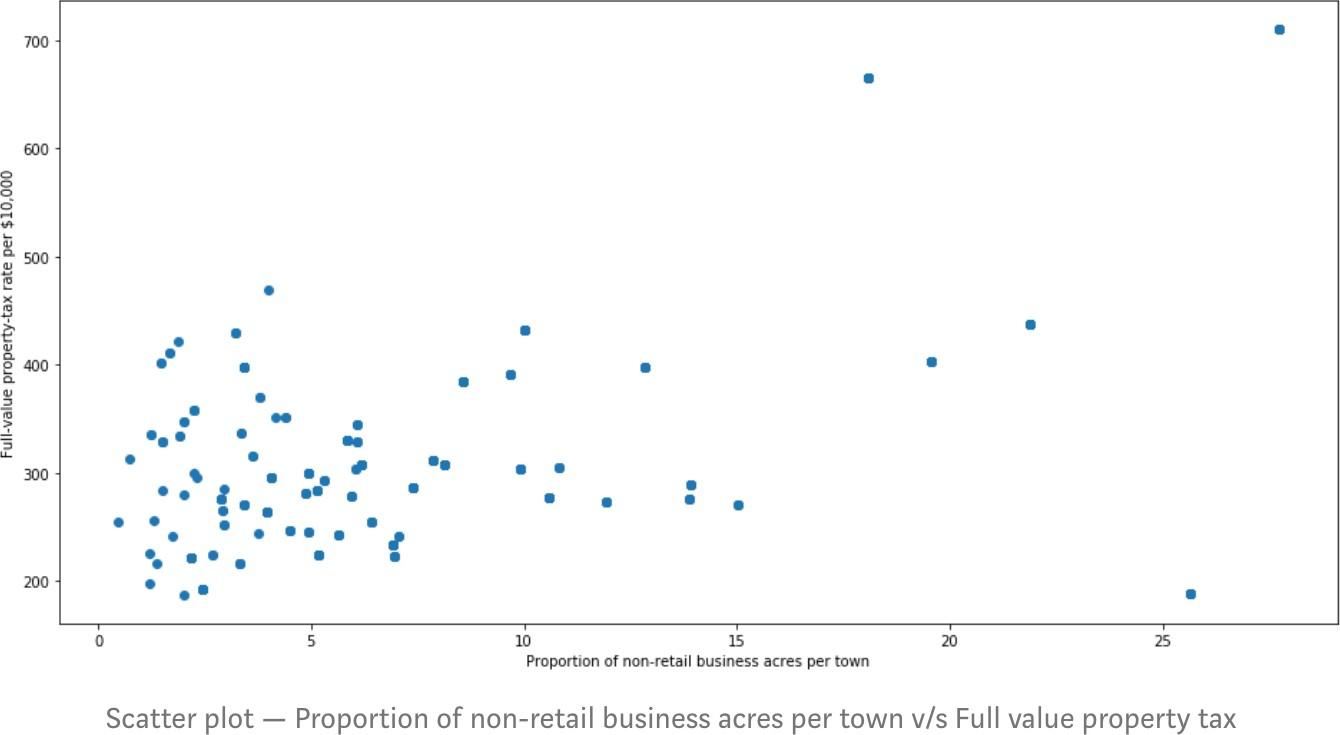 700
600
500
400
300
200
Full-value property-tax rate per $10,000
0 5 10 15 20 25
Proportion of non-retail business acres per town
Scatter plot — Proportion of non-retail business acres per town v/s Full value property tax